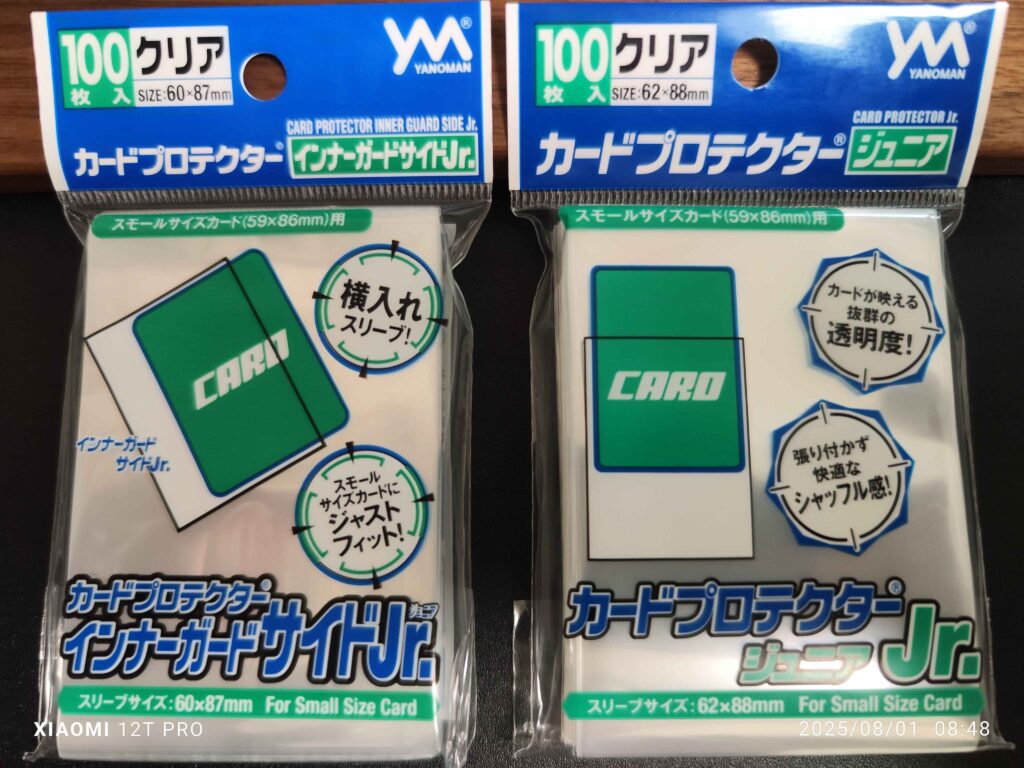 100
枚入
クリア
SIZE:60×87mm
YM®
YANOMAN
CARD PROTECTOR INNER GUARD SIDE Jr.
カードプロテクター®
インナーガードサイドJr.
スモールサイズカード(59×86mm)用
横入れ
スリーブ!
CARD
インナーガード
サイドJr.
スモール
サイズカードに
ジャスト
フィット!
カードプロテクター®
インナーガードサイドJr.
ジュニア
スリーブサイズ:60×87mm For Small Size Card
100
枚入
クリア
SIZE:62×88mm
YM®
YANOMAN
CARD PROTECTOR Jr.
カードプロテクター®
ジュニア
スモールサイズカード(59×86mm)用
カードが映える
抜群の
透明度!
CARD
張り付かず
快適な
シャッフル感!
カードプロテクター®
ジュニア Jr.
スリーブサイズ:62×88mm For Small Size Card
XIAOMI 12T PRO
2025/08/01 08:48